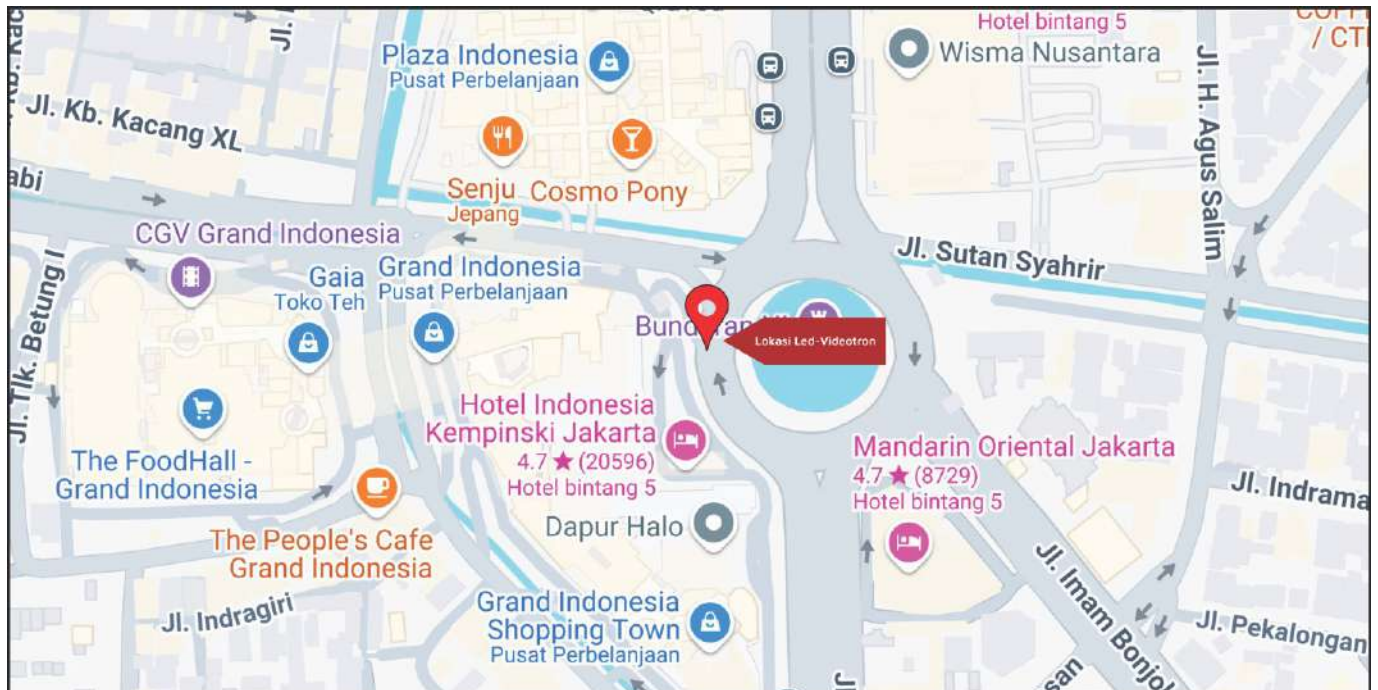 Hotel bintang 5
Wisma Nusantara
/ CTI
Plaza Indonesia
Pusat Perbelanjaan
Jl. Kb. Kacang XL
Jl. H. Agus Salim
Senju
Jepang
Cosmo Pony
abi
CGV Grand Indonesia
Jl. Sutan Syahrir
Gaia
Toko Teh
Grand Indonesia
Pusat Perbelanjaan
Jl. Tlk. Betung I
Lokasi Led-Videotron
Hotel Indonesia
Kempinski Jakarta
4.7 ★ (20596)
Hotel bintang 5
Mandarin Oriental Jakarta
4.7 ★ (8729)
Hotel bintang 5
The FoodHall -
Grand Indonesia
Jl. Indrama
Dapur Halo
The People's Cafe
Grand Indonesia
Jl. Imam Bonjol
Jl. Indragiri
Grand Indonesia
Shopping Town
Pusat Perbelanjaan
Jl. Pekalongan